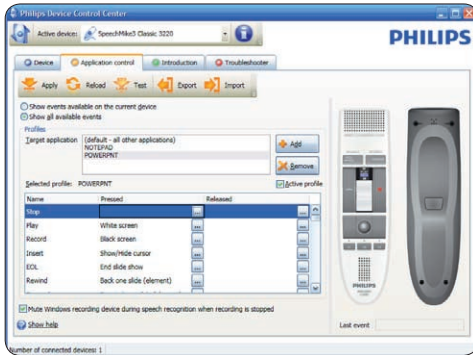 Philips Device Control Center
Active device: SpeechMike3 Classic 3220
PHILIPS
Device Application control Introduction Troubleshooter
Apply Reload Test Export Import
Show events available on the current device
Show all available events
Profiles
Target application (default - all other applications)
NOTEPAD
POWERPNT
Add
Remove
Selected profile: POWERPNT Active profile
Name Pressed Released
Stop ... ...
Play White screen ... ...
Record Black screen ... ...
Insert Show/Hide cursor ... ...
EOL End slide show ... ...
Rewind Back one slide (element) ... ...
PHILIPS
Mute Windows recording device during speech recognition when recording is stopped
Show help Last event
Number of connected devices: 1